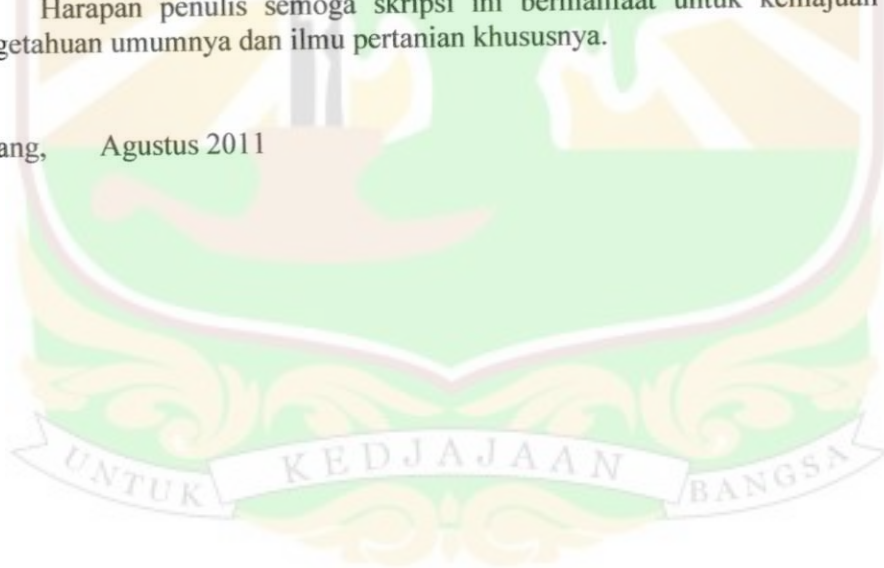 Harapan penulis semoga skripsi ini bermanfaat untuk kemajuan
getahuan umumnya dan ilmu pertanian khususnya.
ang, Agustus 2011
UNTUK KEDJAJAAN BANGSA